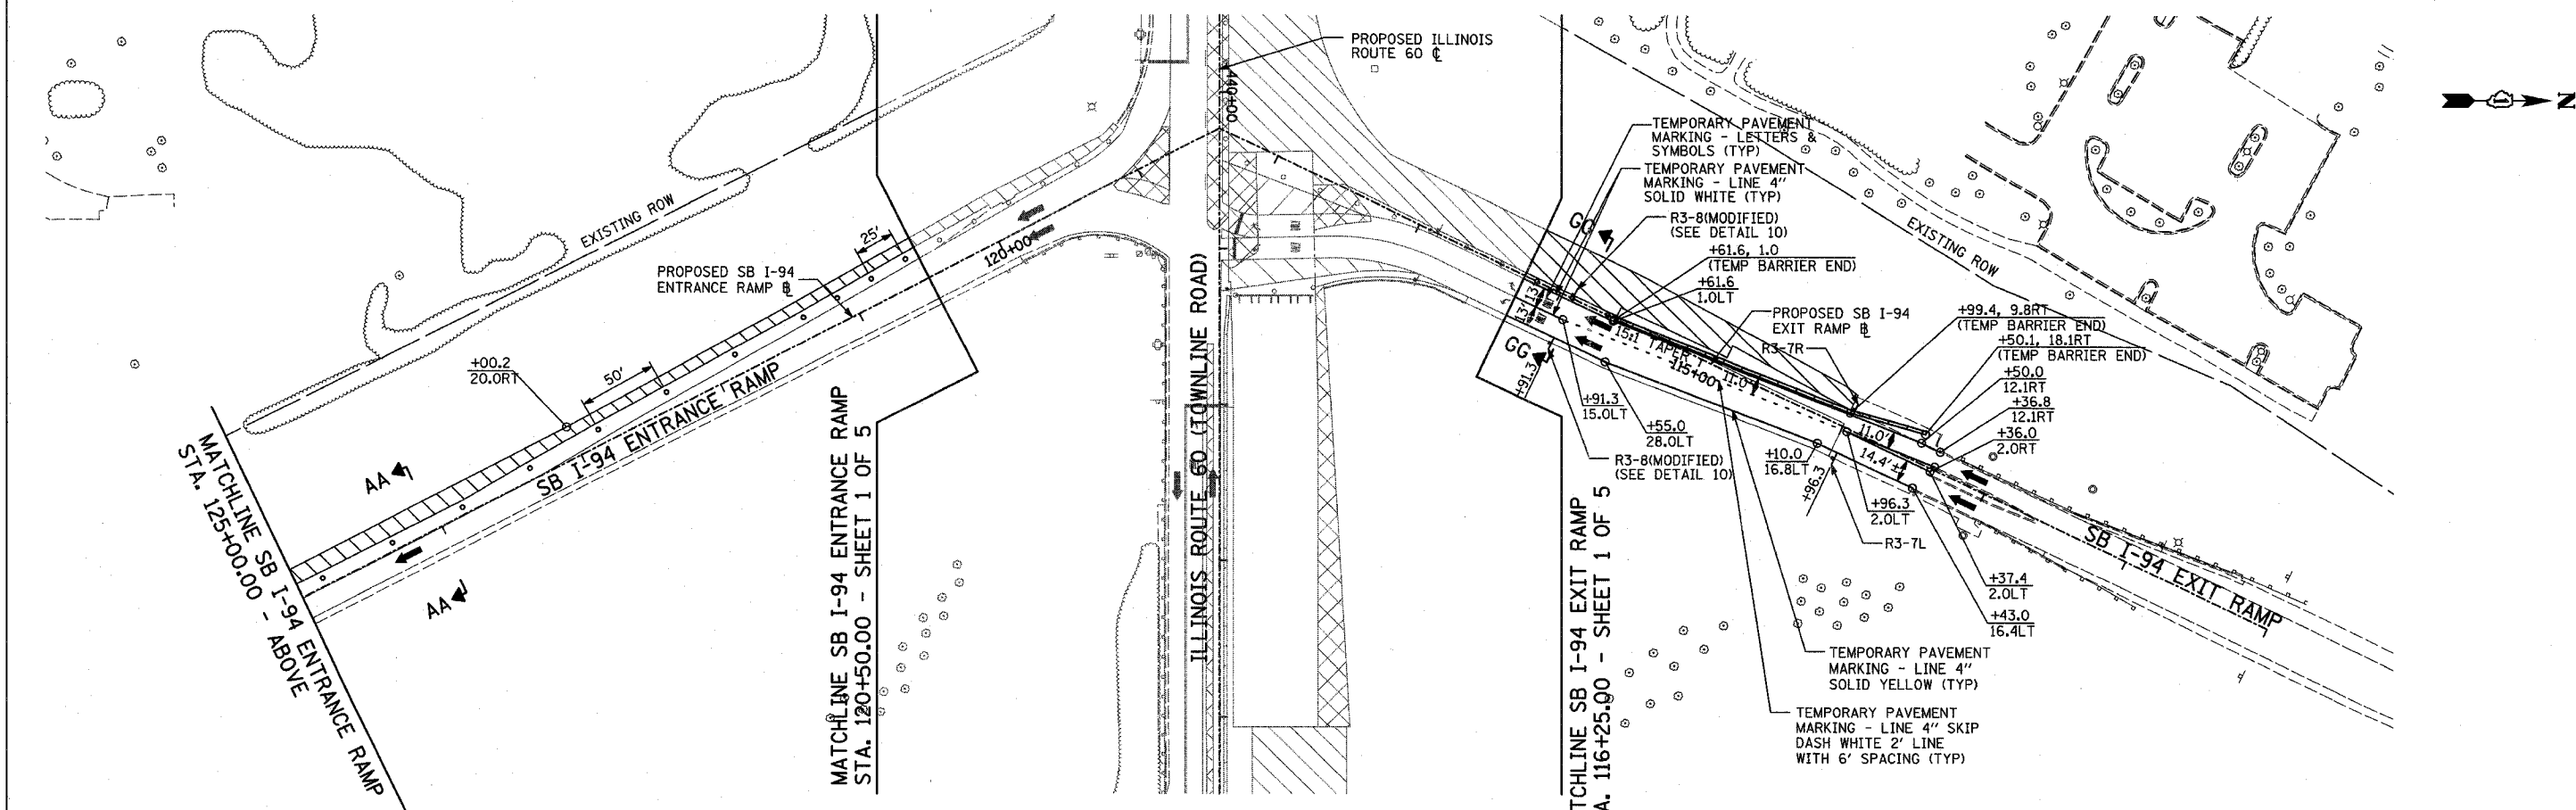 PROPOSED ILLINOIS
ROUTE 60 ℄
440+00
N
TEMPORARY PAVEMENT
MARKING - LETTERS &
SYMBOLS (TYP)
TEMPORARY PAVEMENT
MARKING - LINE 4"
SOLID WHITE (TYP)
R3-8(MODIFIED)
(SEE DETAIL 10)
+61.6, 1.0
(TEMP BARRIER END)
+61.6
1.0LT
GG
EXISTING ROW
EXISTING ROW
25'
120+00
PROPOSED SB I-94
ENTRANCE RAMP B
PROPOSED SB I-94
EXIT RAMP B
+99.4, 9.8RT
(TEMP BARRIER END)
R3-7R
+50.1, 18.1RT
(TEMP BARRIER END)
+50.0
12.1RT
+36.8
12.1RT
+36.0
2.0RT
13'
13'
15:1 TAPER
115+00
11.0'
GG
+91.3
+91.3
15.0LT
+55.0
28.0LT
R3-8(MODIFIED)
(SEE DETAIL 10)
+10.0
16.8LT
11.0'
14.4'±
+96.3
+96.3
2.0LT
R3-7L
+37.4
2.0LT
+43.0
16.4LT
SB I-94 EXIT RAMP
+00.2
20.0RT
50'
SB I-94 ENTRANCE RAMP
AA
AA
MATCHLINE SB I-94 ENTRANCE RAMP
STA. 125+00.00 - ABOVE
MATCHLINE SB I-94 ENTRANCE RAMP
STA. 120+50.00 - SHEET 1 OF 5
ILLINOIS ROUTE 60 (TOWNLINE ROAD)
TCHLINE SB I-94 EXIT RAMP
A. 116+25.00 - SHEET 1 OF 5
TEMPORARY PAVEMENT
MARKING - LINE 4"
SOLID YELLOW (TYP)
TEMPORARY PAVEMENT
MARKING - LINE 4" SKIP
DASH WHITE 2' LINE
WITH 6' SPACING (TYP)